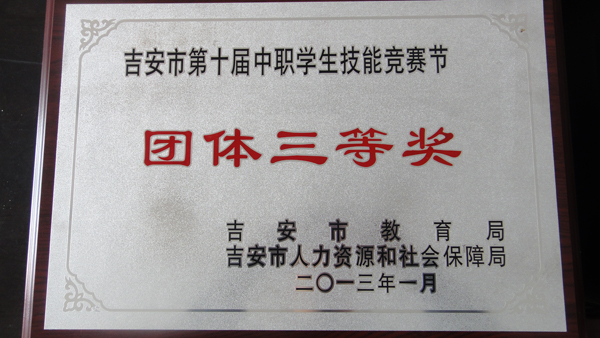 吉安市第十届中职学生技能竞赛节
团体三等奖
吉安市教育局
吉安市人力资源和社会保障局
二〇一三年一月